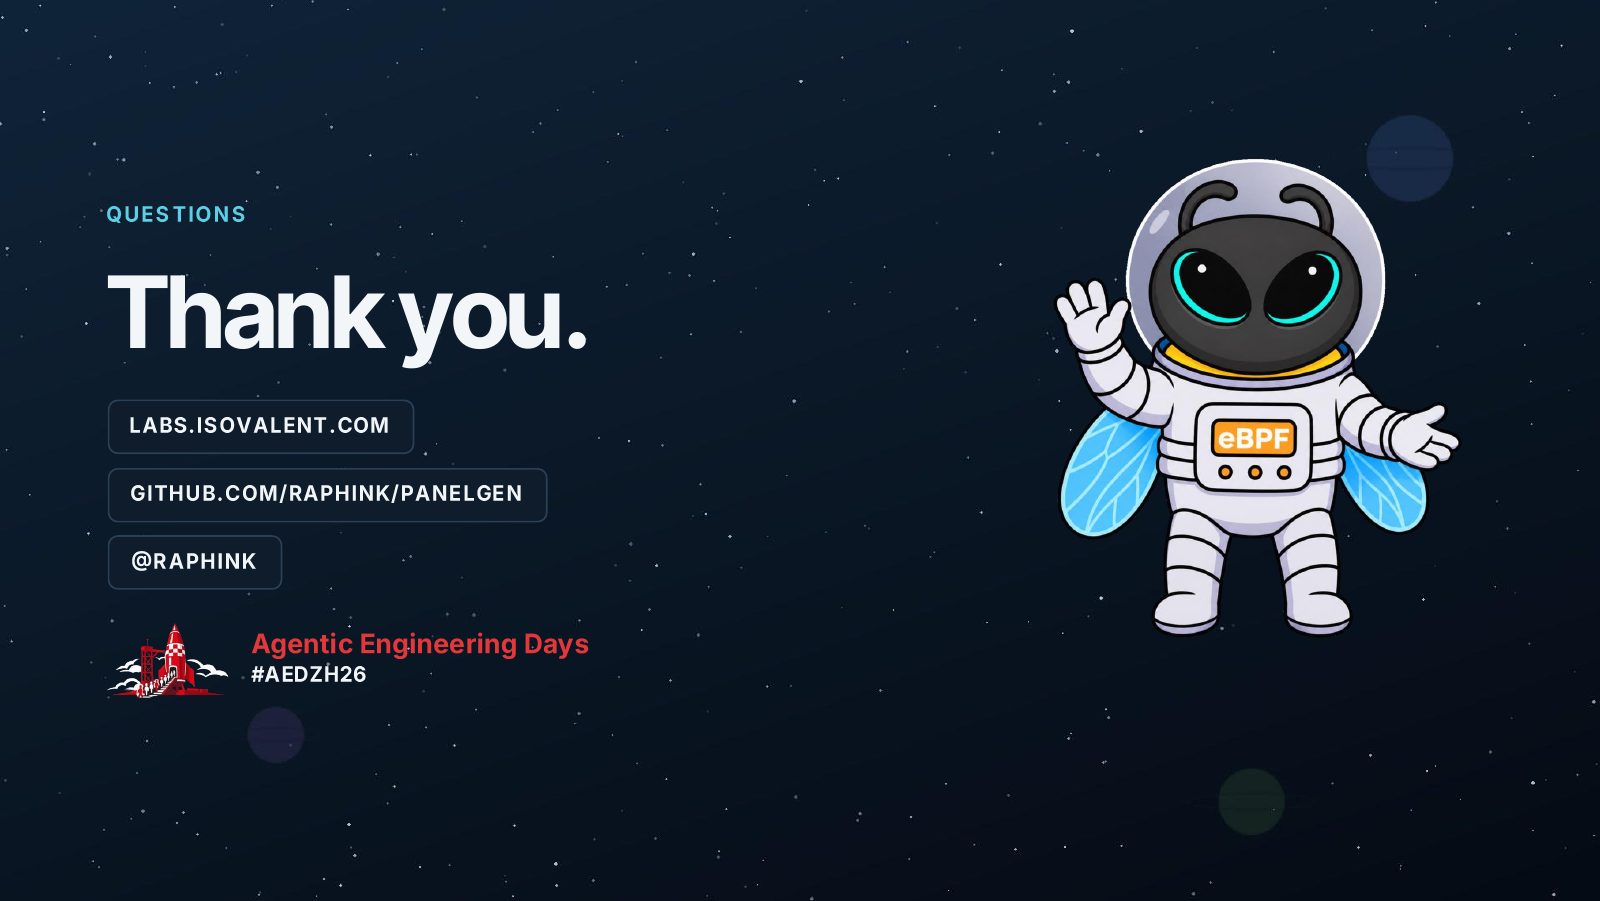 QUESTIONS
Thank you.
LABS.ISOVALENT.COM
GITHUB.COM/RAPHINK/PANELGEN
@RAPHINK
Agentic Engineering Days
#AEDZH26
eBPF